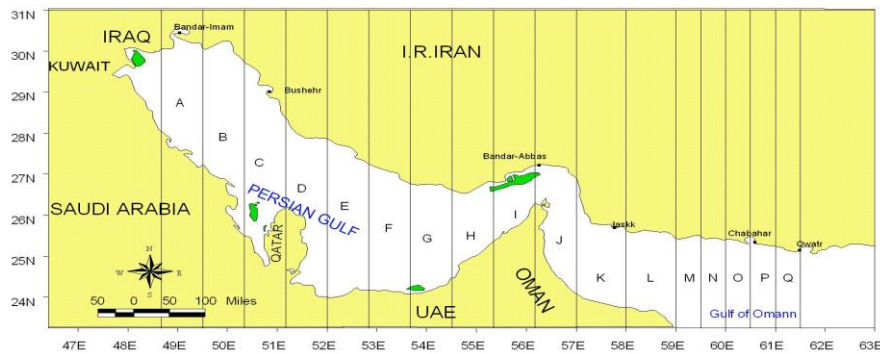 31N
30N
29N
28N
27N
26N
25N
24N
IRAQ
Bandar-Imam
I.R.IRAN
KUWAIT
Bushehr
A
B
C
D
Bandar-Abbas
PERSIAN GULF
E
F
G
H
I
J
SAUDI ARABIA
QATAR
Jaskk
Chabahar
Gwatr
N
W E
S
OMAN
K L M N O P Q
50 0 50 100 Miles
UAE
Gulf of Omann
47E 48E 49E 50E 51E 52E 53E 54E 55E 56E 57E 58E 59E 60E 61E 62E 63E